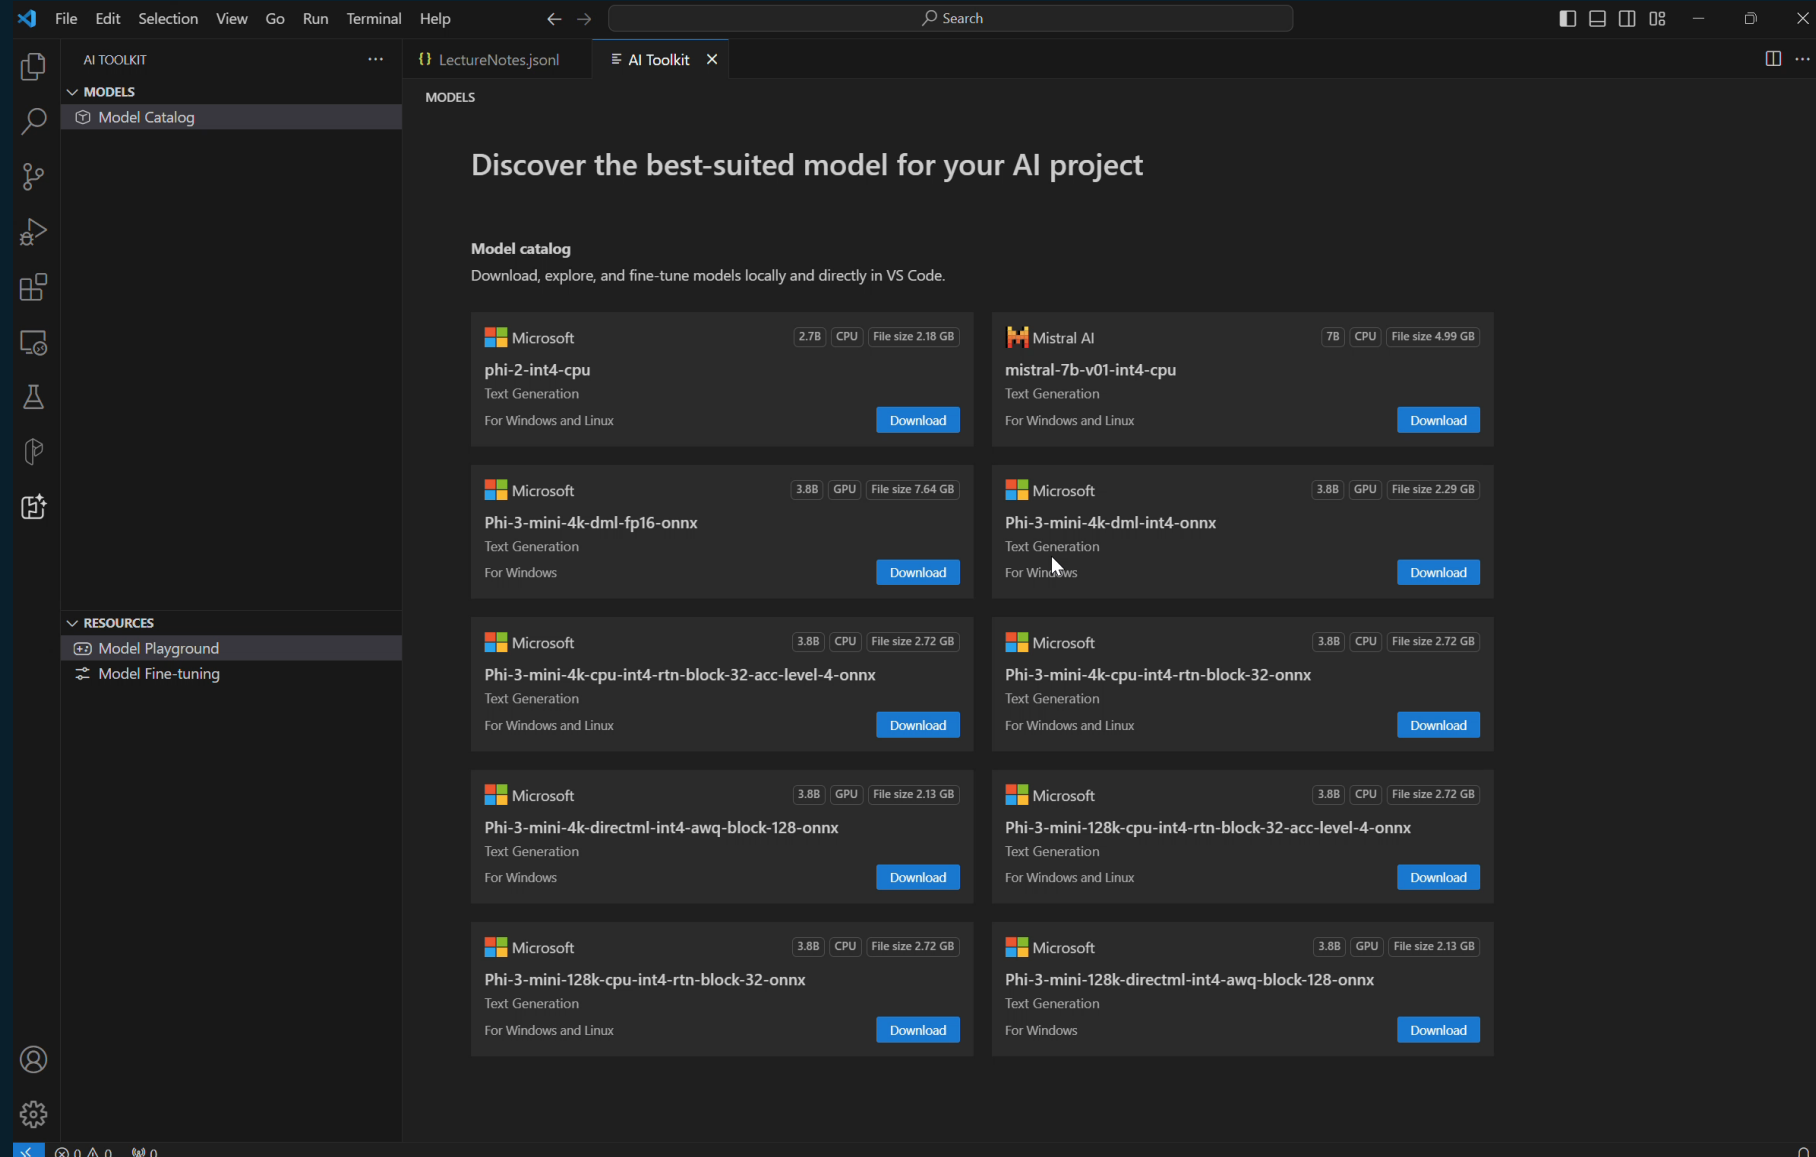 File Edit Selection View Go Run Terminal Help
Search
AI TOOLKIT
LectureNotes.jsonl
AI Toolkit
MODELS
Model Catalog
RESOURCES
Model Playground
Model Fine-tuning
MODELS
Discover the best-suited model for your AI project
Model catalog
Download, explore, and fine-tune models locally and directly in VS Code.
Microsoft 2.7B CPU File size 2.18 GB
phi-2-int4-cpu
Text Generation
For Windows and Linux Download
Mistral AI 7B CPU File size 4.99 GB
mistral-7b-v01-int4-cpu
Text Generation
For Windows and Linux Download
Microsoft 3.8B GPU File size 7.64 GB
Phi-3-mini-4k-dml-fp16-onnx
Text Generation
For Windows Download
Microsoft 3.8B GPU File size 2.29 GB
Phi-3-mini-4k-dml-int4-onnx
Text Generation
For Windows Download
Microsoft 3.8B CPU File size 2.72 GB
Phi-3-mini-4k-cpu-int4-rtn-block-32-acc-level-4-onnx
Text Generation
For Windows and Linux Download
Microsoft 3.8B CPU File size 2.72 GB
Phi-3-mini-4k-cpu-int4-rtn-block-32-onnx
Text Generation
For Windows and Linux Download
Microsoft 3.8B GPU File size 2.13 GB
Phi-3-mini-4k-directml-int4-awq-block-128-onnx
Text Generation
For Windows Download
Microsoft 3.8B CPU File size 2.72 GB
Phi-3-mini-128k-cpu-int4-rtn-block-32-acc-level-4-onnx
Text Generation
For Windows and Linux Download
Microsoft 3.8B CPU File size 2.72 GB
Phi-3-mini-128k-cpu-int4-rtn-block-32-onnx
Text Generation
For Windows and Linux Download
Microsoft 3.8B GPU File size 2.13 GB
Phi-3-mini-128k-directml-int4-awq-block-128-onnx
Text Generation
For Windows Download
0 0 0